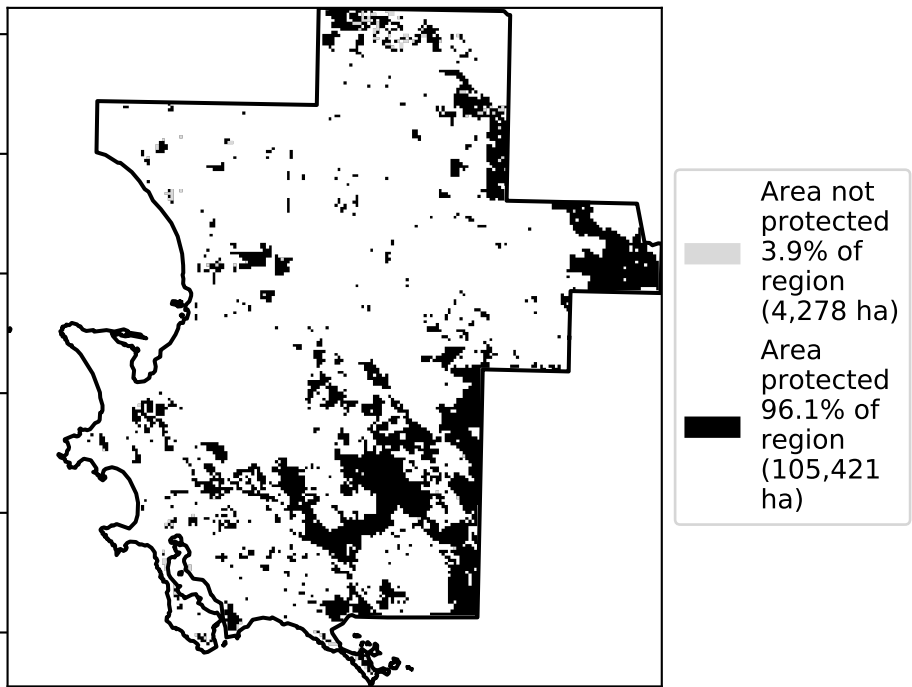 Area not
protected
3.9% of
region
(4,278 ha)
Area
protected
96.1% of
region
(105,421
ha)